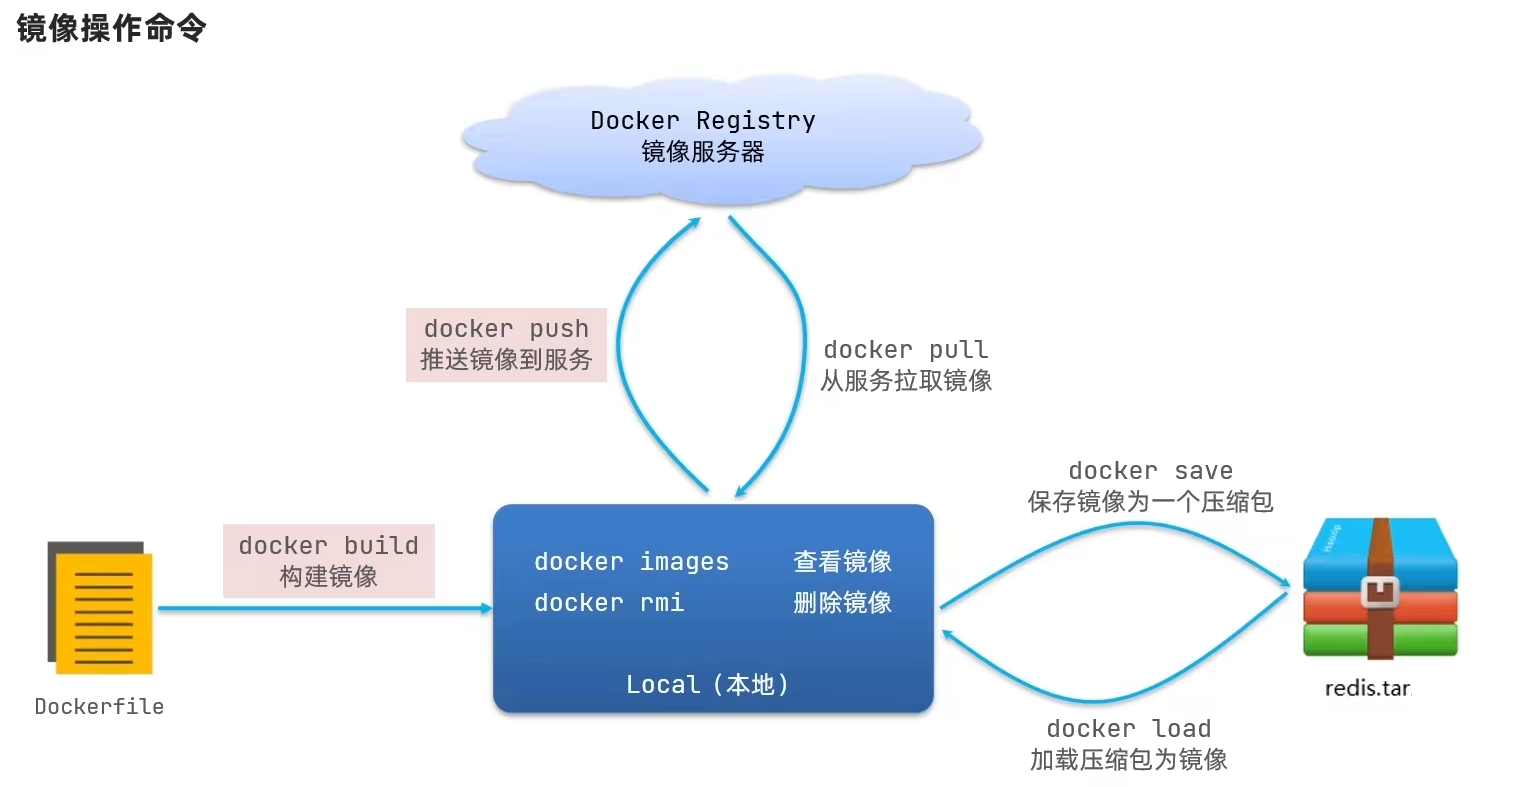 镜像操作命令
Docker Registry
镜像服务器
docker push
推送镜像到服务
docker pull
从服务拉取镜像
docker save
保存镜像为一个压缩包
docker build
构建镜像
docker images 查看镜像
docker rmi 删除镜像
Local（本地）
Dockerfile
Haozip
redis.tar
docker load
加载压缩包为镜像